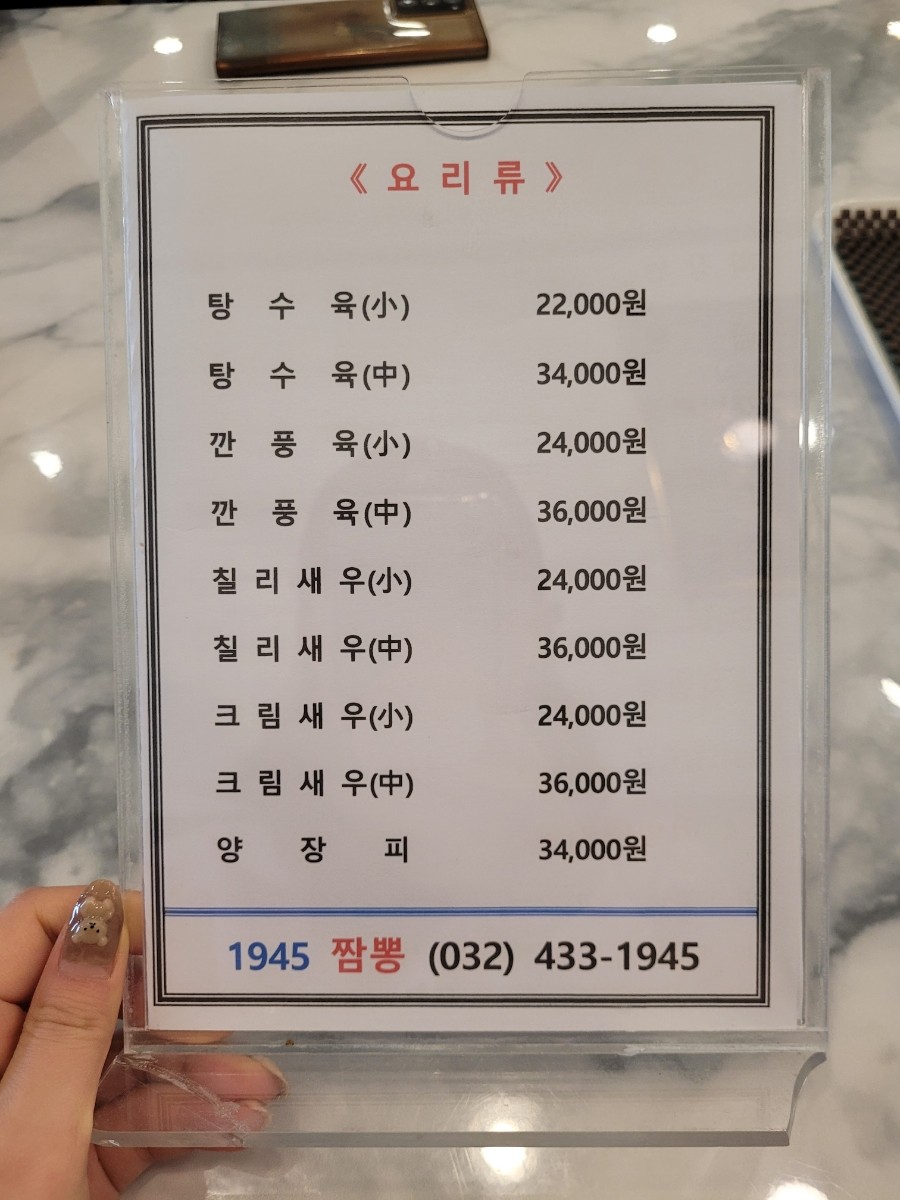 《 요 리 류 》
탕 수 육(小) 22,000원
탕 수 육(中) 34,000원
깐 풍 육(小) 24,000원
깐 풍 육(中) 36,000원
칠 리 새 우(小) 24,000원
칠 리 새 우(中) 36,000원
크 림 새 우(小) 24,000원
크 림 새 우(中) 36,000원
양 장 피 34,000원
1945 짬뽕 (032) 433-1945